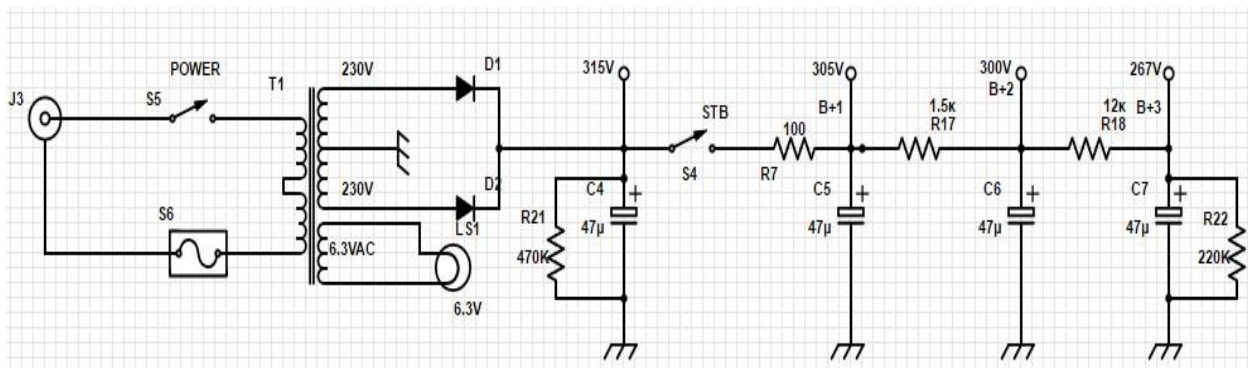 J3
S5
POWER
T1
S6
230V
230V
6.3VAC
D1
D2
LS1
6.3V
315V
R21
470K
C4
47µ
STB
S4
100
R7
305V
B+1
C5
47µ
1.5K
R17
300V
B+2
C6
47µ
12K
R18
267V
B+3
C7
47µ
R22
220K
+
+
+
+